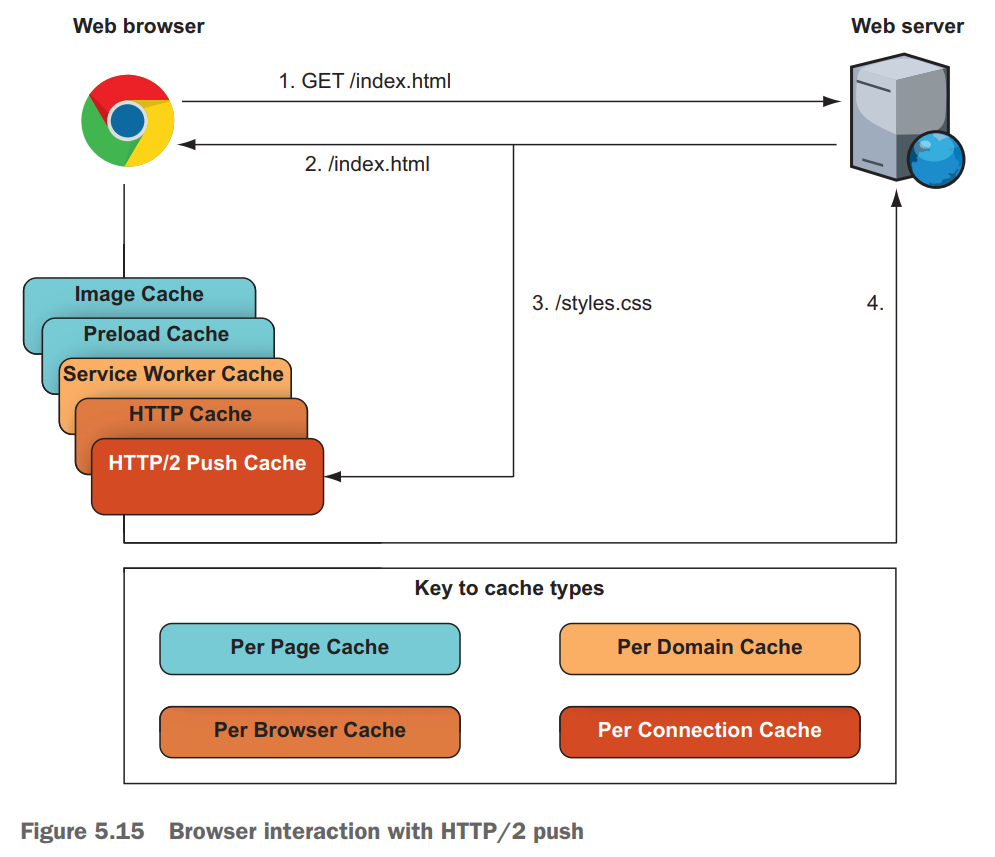 Web browser
Web server
1. GET /index.html
2. /index.html
Image Cache
Preload Cache
Service Worker Cache
HTTP Cache
HTTP/2 Push Cache
3. /styles.css
4.
Key to cache types
Per Page Cache
Per Domain Cache
Per Browser Cache
Per Connection Cache
Figure 5.15 Browser interaction with HTTP/2 push